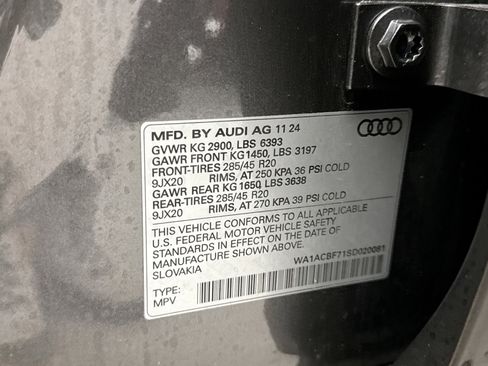 MFD. BY AUDI AG 11 24
GVWR KG 2900, LBS 6393
GAWR FRONT KG1450, LBS 3197
FRONT-TIRES 285/45 R20
9JX20 RIMS, AT 250 KPA 36 PSI COLD
GAWR REAR KG 1650, LBS 3638
REAR-TIRES 285/45 R20
9JX20 RIMS, AT 270 KPA 39 PSI COLD
THIS VEHICLE CONFORMS TO ALL APPLICABLE
U.S. FEDERAL MOTOR VEHICLE SAFETY
STANDARDS IN EFFECT ON THE DATE OF
MANUFACTURE SHOWN ABOVE.
SLOVAKIA
WA1ACBF71SD020081
TYPE:
MPV